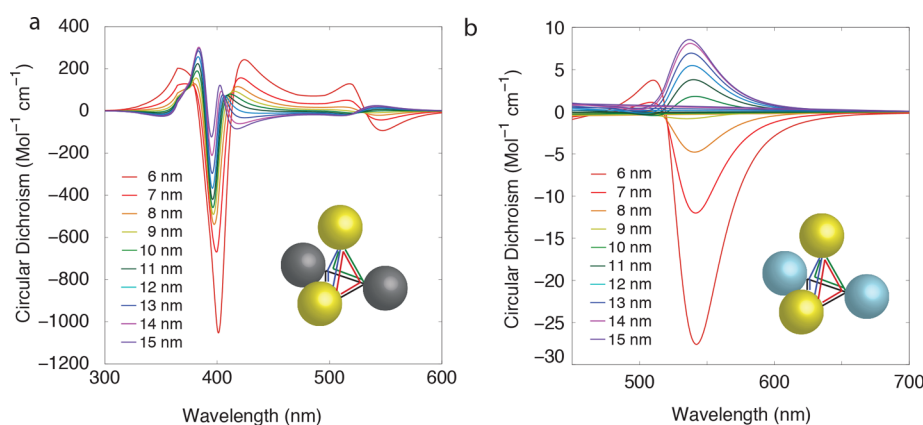 a
Circular Dichroism (Mol⁻¹ cm⁻¹)
400
200
0
−200
−400
−600
−800
−1000
−1200
6 nm
7 nm
8 nm
9 nm
10 nm
11 nm
12 nm
13 nm
14 nm
15 nm
300
400
500
600
Wavelength (nm)
b
Circular Dichroism (Mol⁻¹ cm⁻¹)
10
5
0
−5
−10
−15
−20
−25
−30
6 nm
7 nm
8 nm
9 nm
10 nm
11 nm
12 nm
13 nm
14 nm
15 nm
500
600
700
Wavelength (nm)